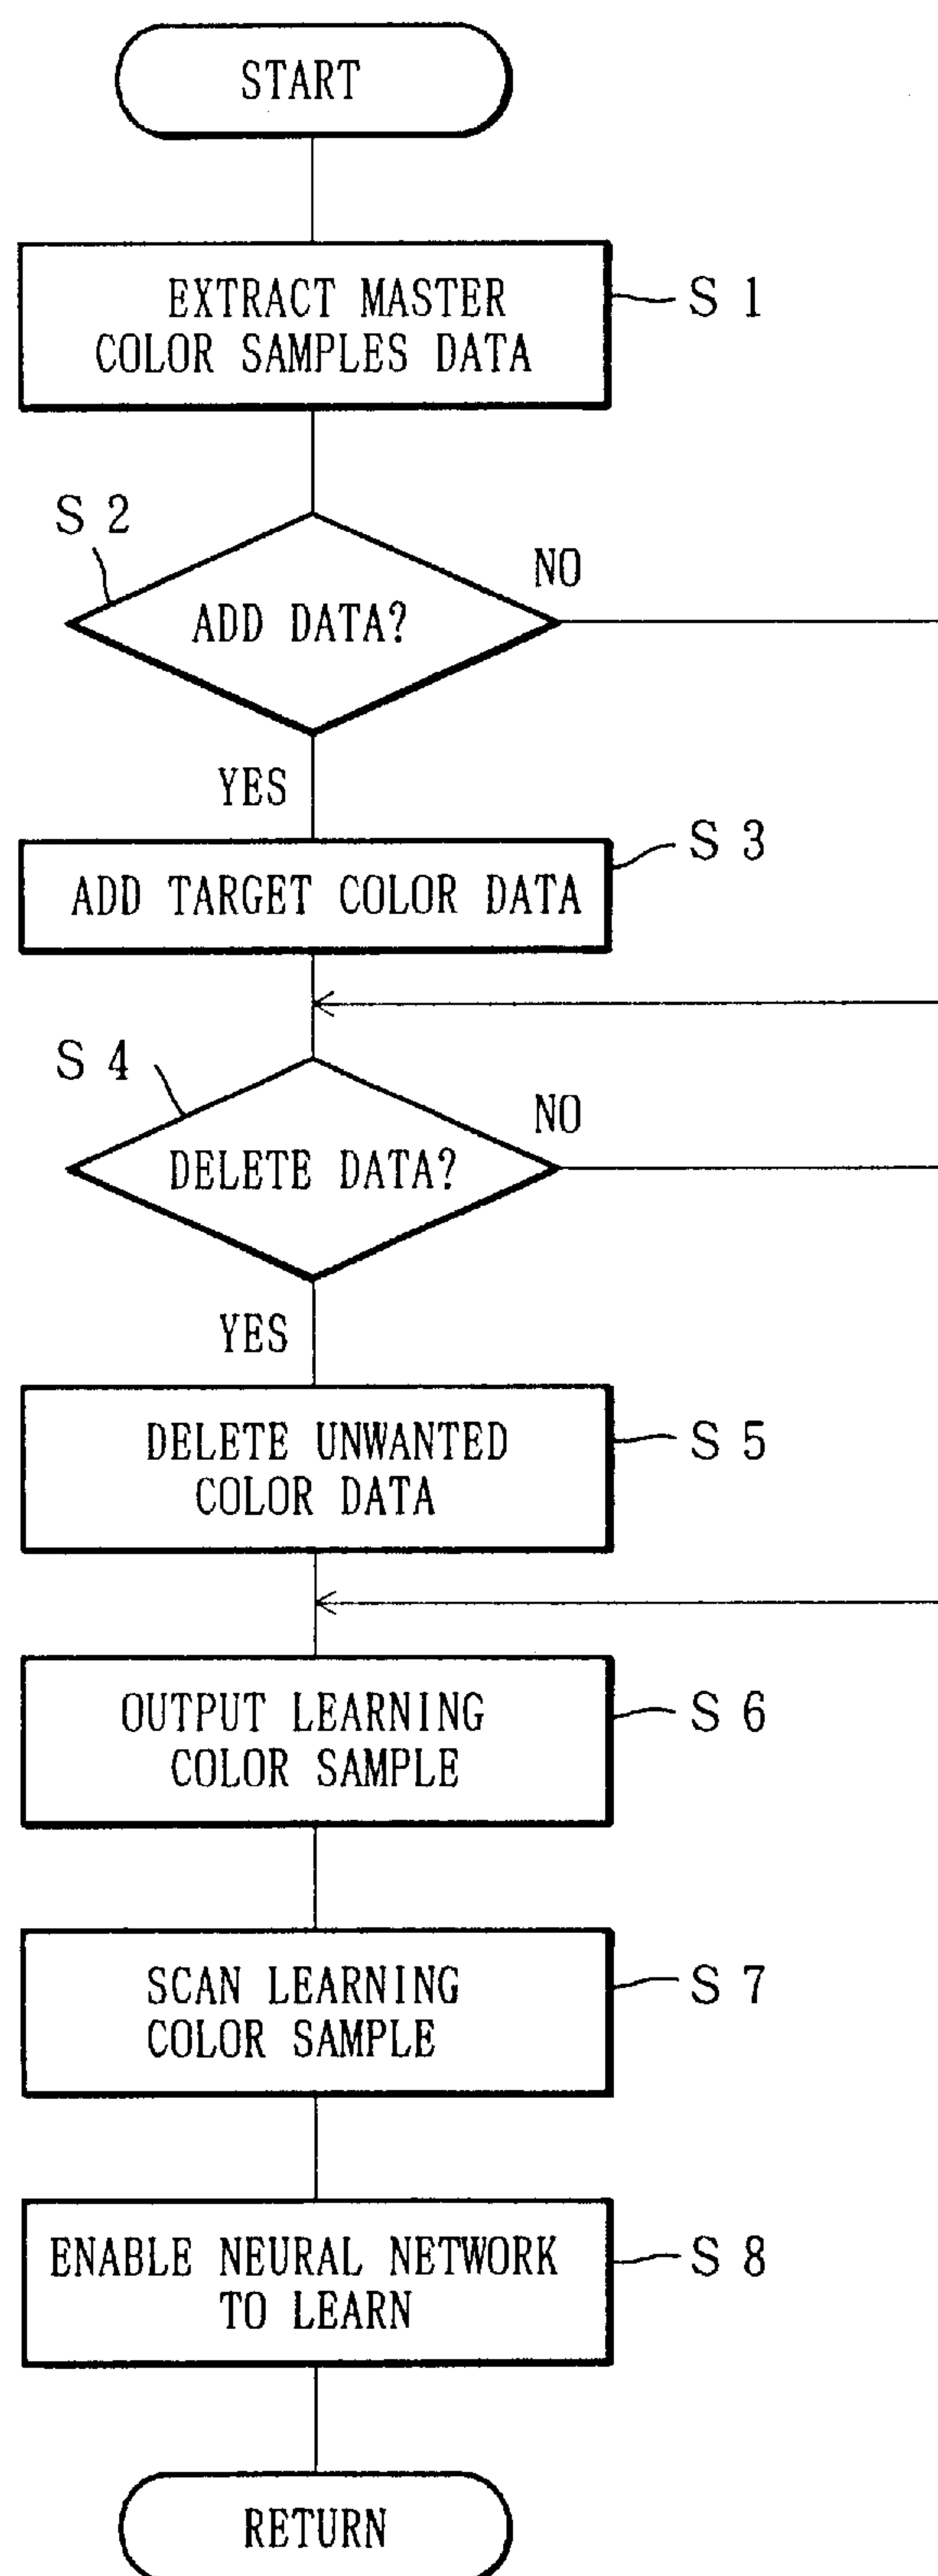 START
EXTRACT MASTER
COLOR SAMPLES DATA
S 1
S 2
ADD DATA?
NO
YES
ADD TARGET COLOR DATA
S 3
S 4
DELETE DATA?
NO
YES
DELETE UNWANTED
COLOR DATA
S 5
OUTPUT LEARNING
COLOR SAMPLE
S 6
SCAN LEARNING
COLOR SAMPLE
S 7
ENABLE NEURAL NETWORK
TO LEARN
S 8
RETURN